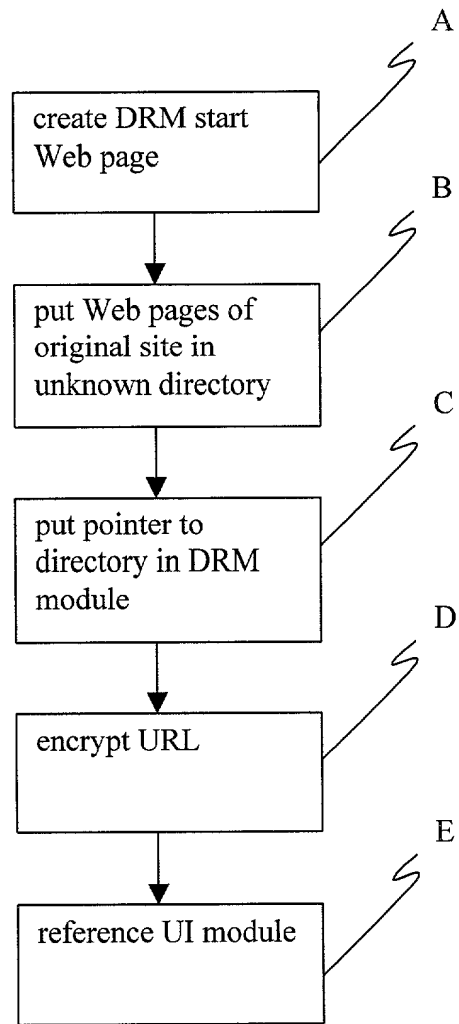 A
create DRM start
Web page
B
put Web pages of
original site in
unknown directory
C
put pointer to
directory in DRM
module
D
encrypt URL
E
reference UI module